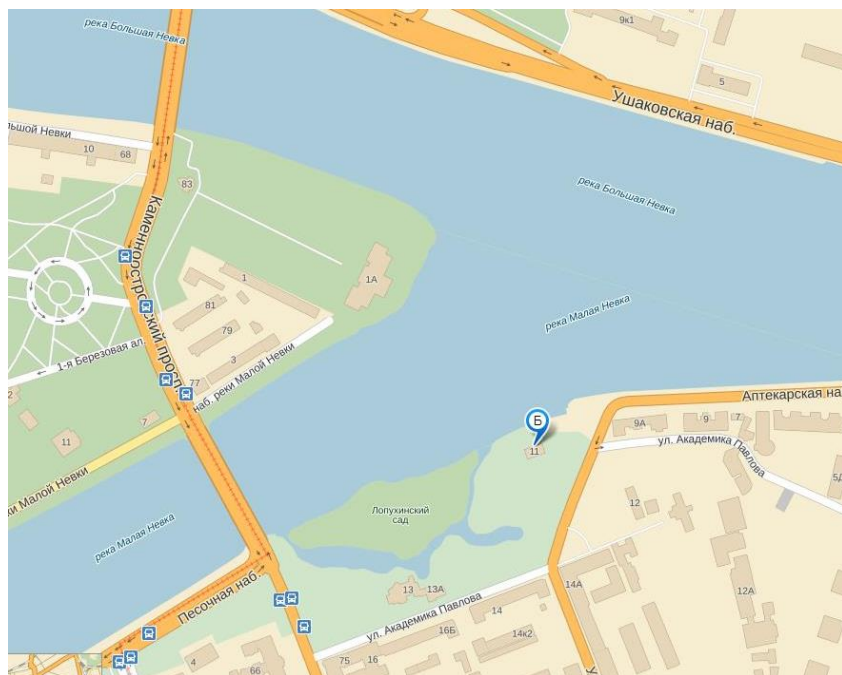 река Большая Невка
9к1
5
Ушаковская наб.
льшой Невки
10
68
83
река Большая Невка
Каменноостровский просп.
1А
1
81
79
3
77
река Малая Невка
1-я Березовая ал.
наб. реки Малой Невки
2
7
11
Аптекарская на
Б
11
9А
9
7
ул. Академика Павлова
5Д
ки Малой Невки
река Малая Невка
Лопухинский
сад
12
12А
Песочная наб.
13
13А
14А
ул. Академика Павлова
14
16Б
14к2
4
66
75
16